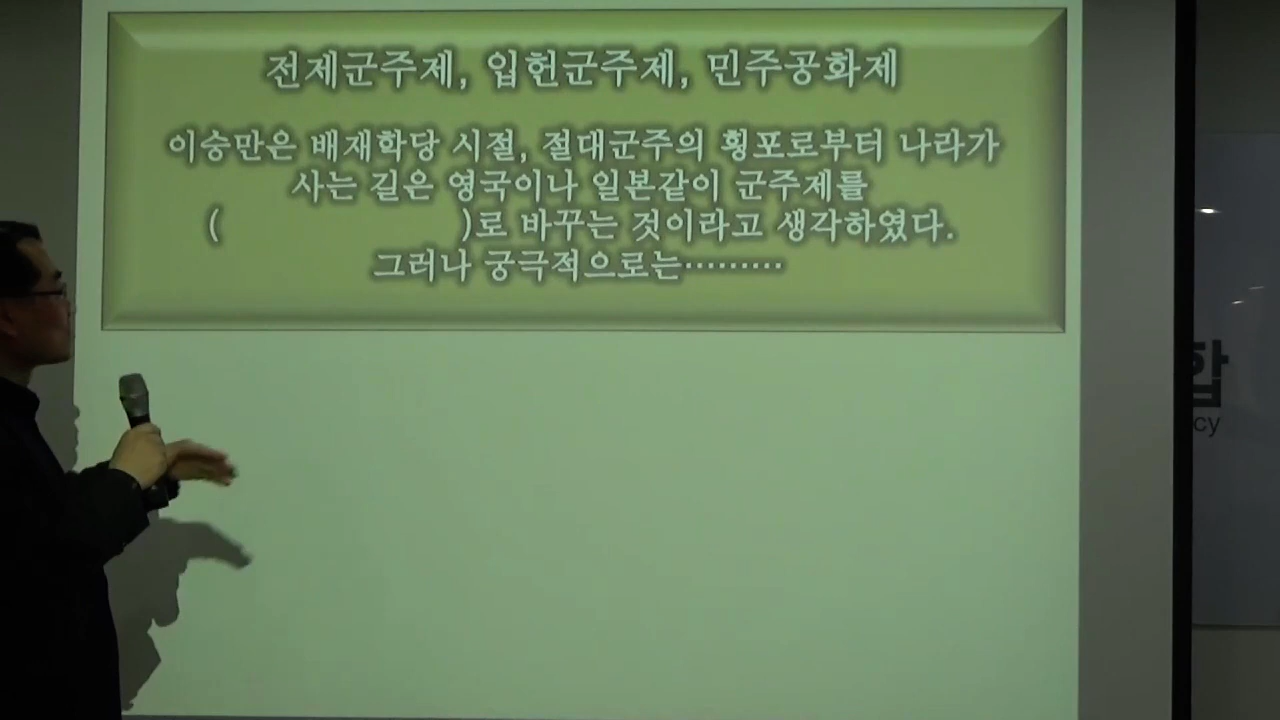 전제군주제, 입헌군주제, 민주공화제
이승만은 배재학당 시절, 절대군주의 횡포로부터 나라가
사는 길은 영국이나 일본같이 군주제를
( )로 바꾸는 것이라고 생각하였다.
그러나 궁극적으로는·········
합
cy